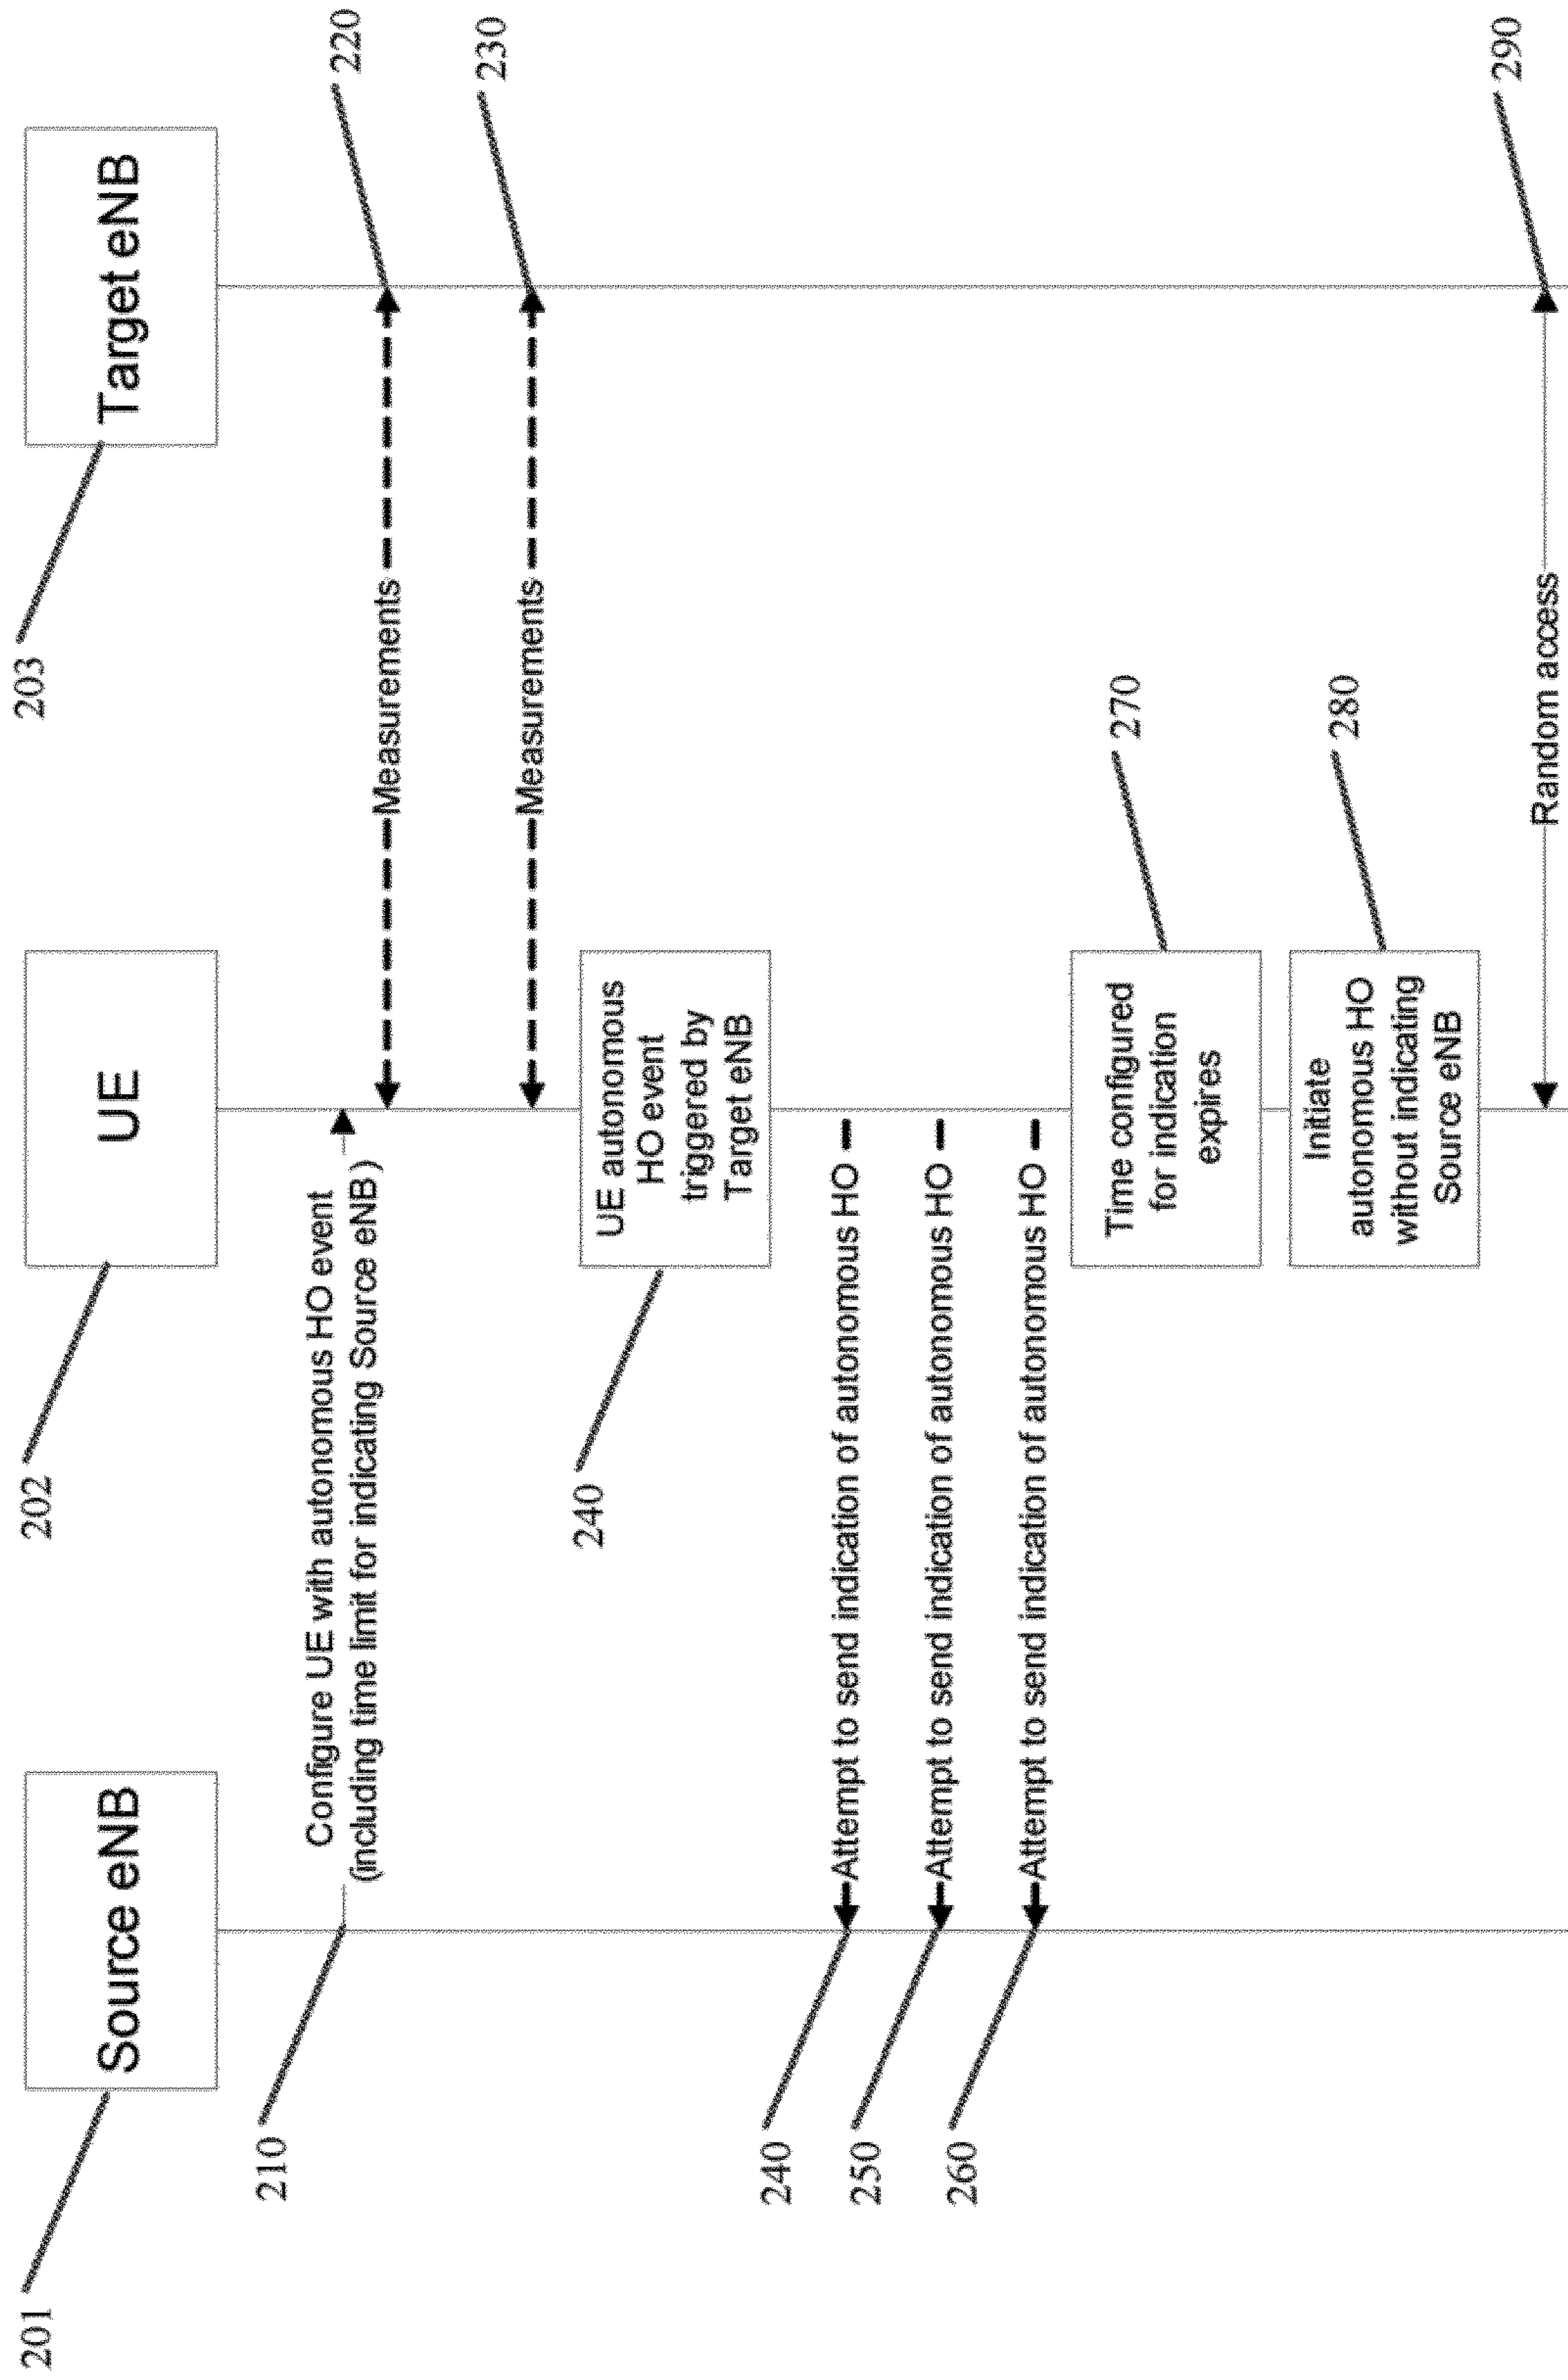 201
Source eNB
202
UE
203
Target eNB
210
Configure UE with autonomous HO event
(including time limit for indicating Source eNB)
220
Measurements
230
Measurements
240
UE autonomous
HO event
triggered by
Target eNB
240
Attempt to send indication of autonomous HO
250
Attempt to send indication of autonomous HO
260
Attempt to send indication of autonomous HO
270
Time configured
for indication
expires
280
Initiate
autonomous HO
without indicating
Source eNB
290
Random access